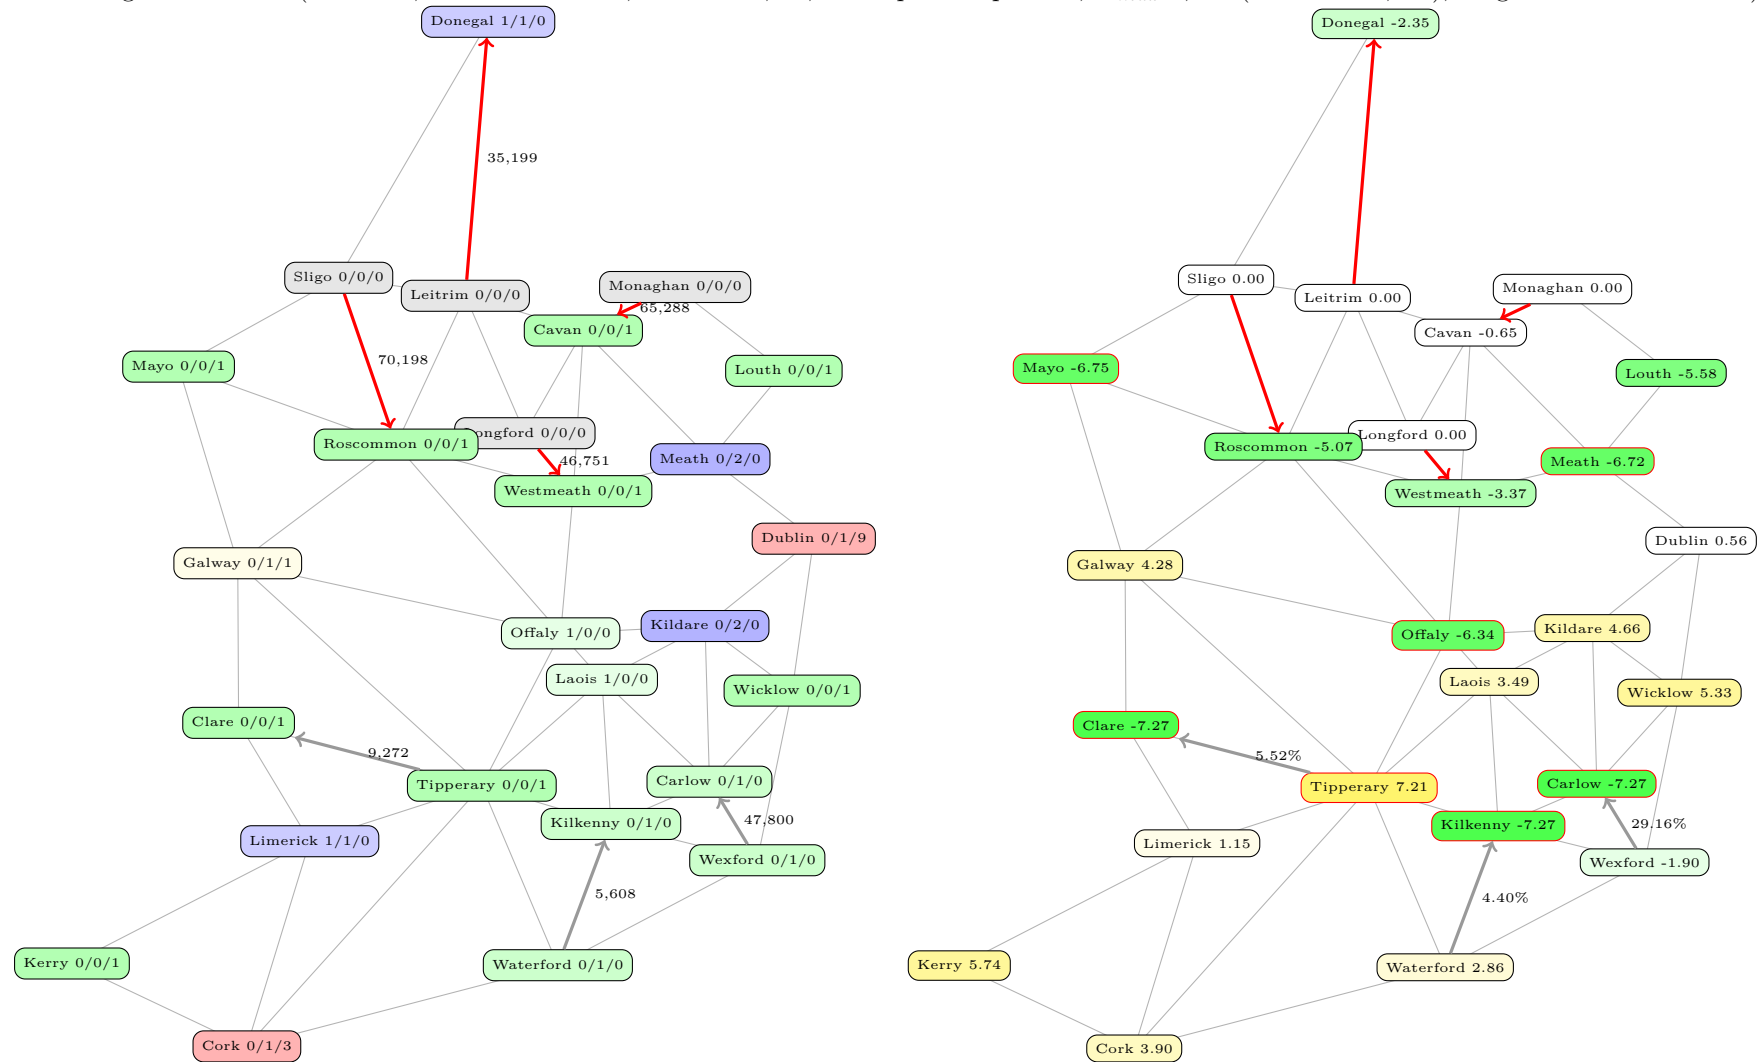 Donegal 1/1/0
35,199
Sligo 0/0/0
Leitrim 0/0/0
Monaghan 0/0/0
65,288
Cavan 0/0/1
Mayo 0/0/1
70,198
Louth 0/0/1
Roscommon 0/0/1
Longford 0/0/0
46,751
Meath 0/2/0
Westmeath 0/0/1
Dublin 0/1/9
Galway 0/1/1
Offaly 1/0/0
Kildare 0/2/0
Laois 1/0/0
Wicklow 0/0/1
Clare 0/0/1
9,272
Tipperary 0/0/1
Carlow 0/1/0
Kilkenny 0/1/0
47,800
Limerick 1/1/0
Wexford 0/1/0
5,608
Kerry 0/0/1
Waterford 0/1/0
Cork 0/1/3
Donegal -2.35
Sligo 0.00
Leitrim 0.00
Monaghan 0.00
Cavan -0.65
Mayo -6.75
Louth -5.58
Roscommon -5.07
Longford 0.00
Meath -6.72
Westmeath -3.37
Dublin 0.56
Galway 4.28
Offaly -6.34
Kildare 4.66
Laois 3.49
Wicklow 5.33
Clare -7.27
5.52%
Tipperary 7.21
Carlow -7.27
Kilkenny -7.27
29.16%
Limerick 1.15
Wexford -1.90
4.40%
Kerry 5.74
Waterford 2.86
Cork 3.90